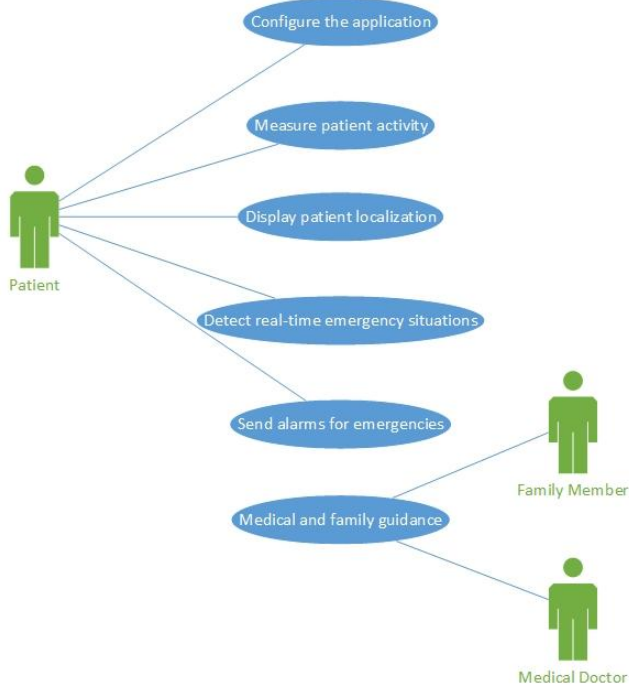 Configure the application
Measure patient activity
Display patient localization
Patient
Detect real-time emergency situations
Send alarms for emergencies
Family Member
Medical and family guidance
Medical Doctor